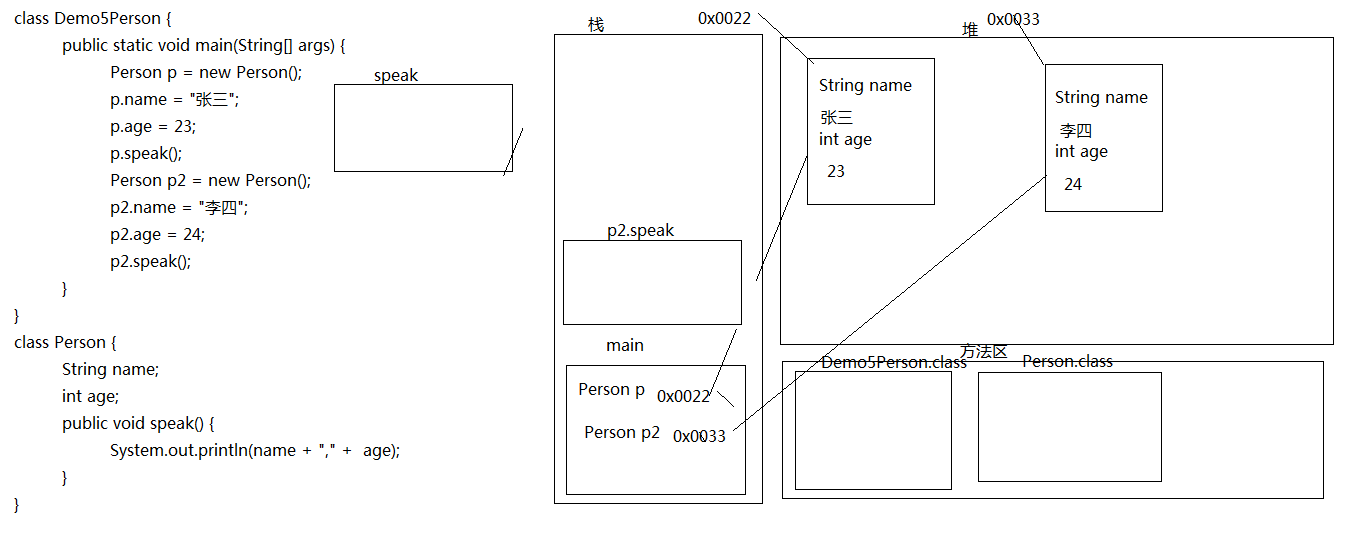 class Demo5Person {
public static void main(String[] args) {
Person p = new Person();
p.name = "张三";
p.age = 23;
p.speak();
Person p2 = new Person();
p2.name = "李四";
p2.age = 24;
p2.speak();
}
}
class Person {
String name;
int age;
public void speak() {
System.out.println(name + "," +  age);
}
}
speak
栈
p2.speak
main
Person p 0x0022
Person p2 0x0033
0x0022
堆
0x0033
String name
张三
int age
23
String name
李四
int age
24
方法区
Demo5Person.class
Person.class